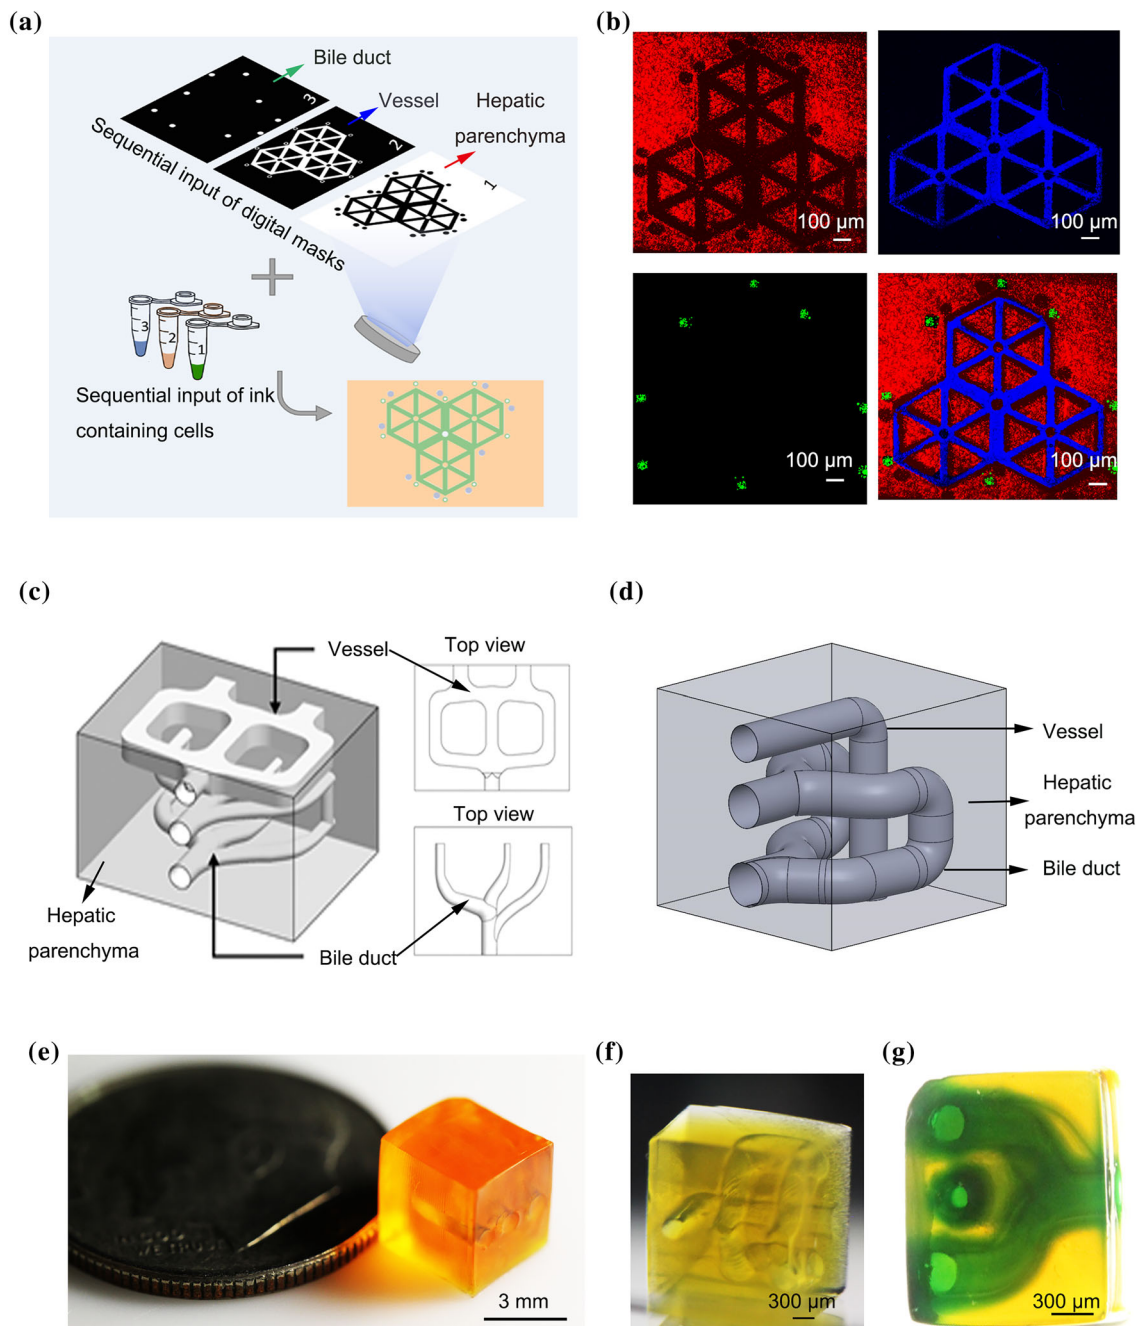 (a)
Bile duct
Vessel
Hepatic
parenchyma
3
2
1
Sequential input of digital masks
3
2
1
Sequential input of ink
containing cells
(b)
100 µm
100 µm
100 µm
100 µm
(c)
Vessel
Top view
Top view
Hepatic
parenchyma
Bile duct
(d)
Vessel
Hepatic
parenchyma
Bile duct
(e)
3 mm
(f)
300 µm
(g)
300 µm